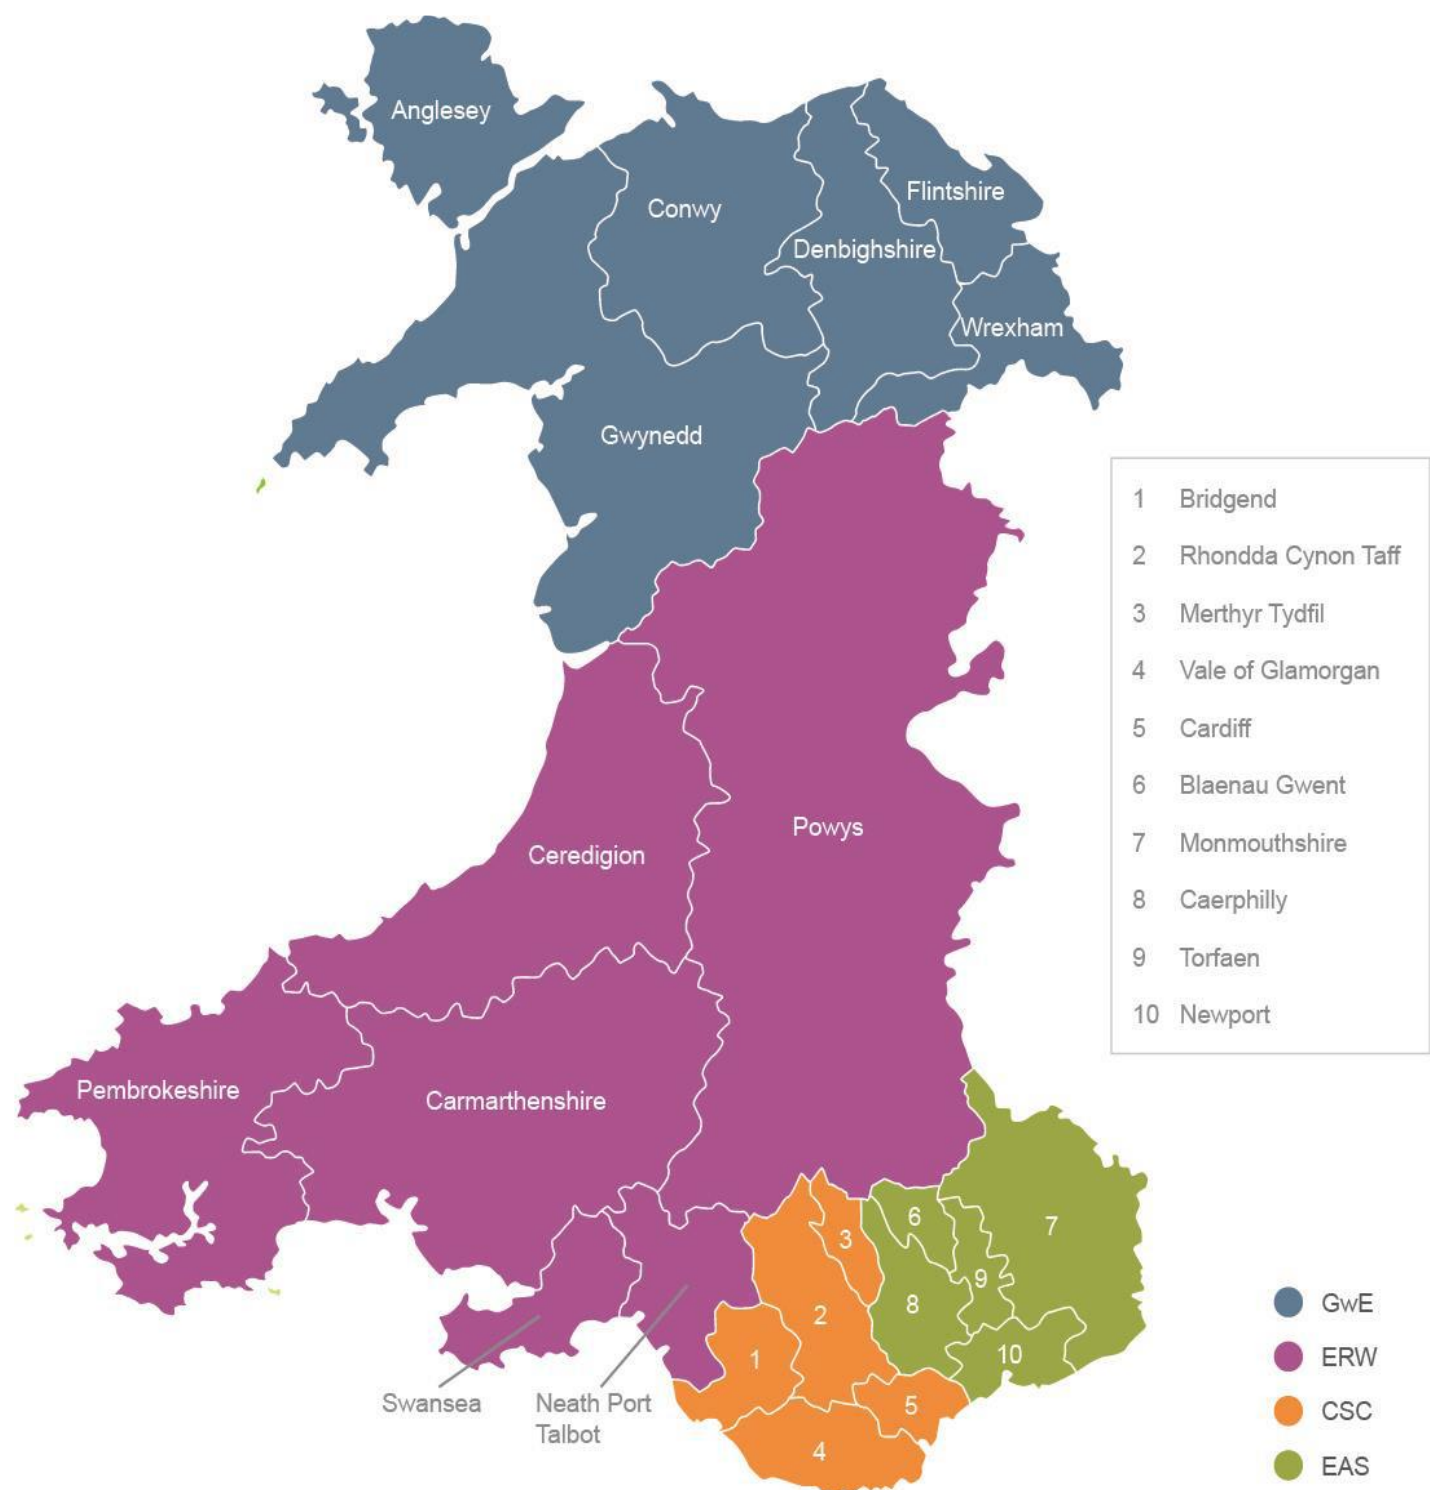 Anglesey
Flintshire
Conwy
Denbighshire
Wrexham
Gwynedd
1 Bridgend
2 Rhondda Cynon Taff
3 Merthyr Tydfil
4 Vale of Glamorgan
5 Cardiff
6 Blaenau Gwent
7 Monmouthshire
8 Caerphilly
9 Torfaen
10 Newport
Powys
Ceredigion
Pembrokeshire
Carmarthenshire
6
7
3
9
8
2
10
1
5
4
Swansea
Neath Port
Talbot
GwE
ERW
CSC
EAS